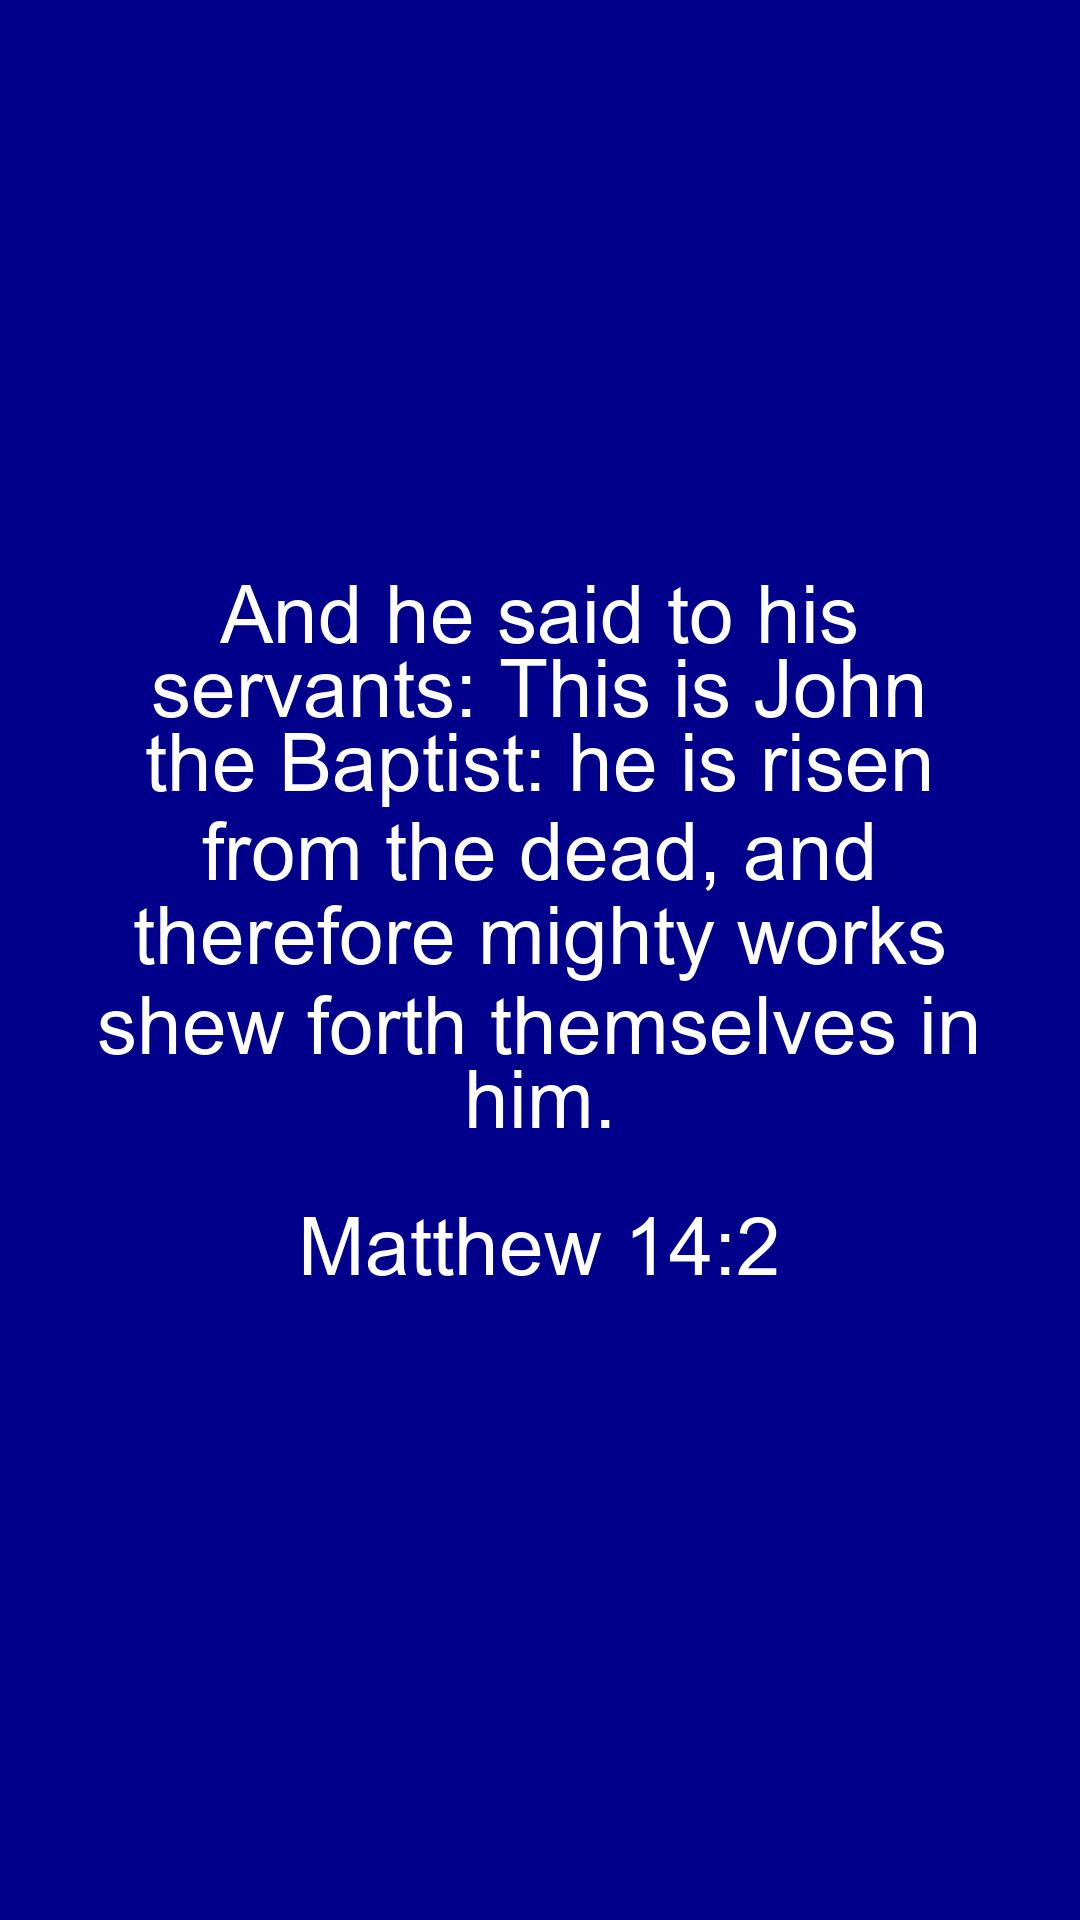 And he said to his
servants: This is John
the Baptist: he is risen
from the dead, and
therefore mighty works
shew forth themselves in
him.
Matthew 14:2